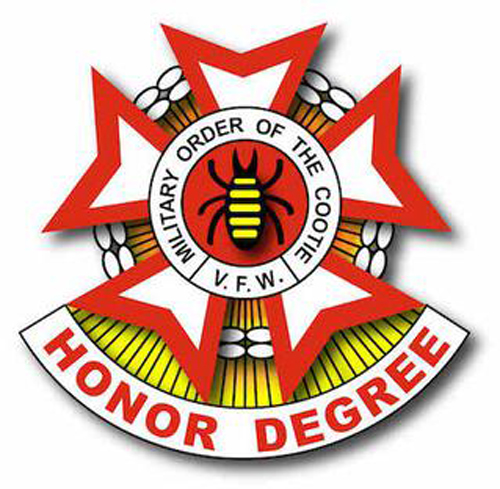 MILITARY ORDER OF THE COOTIE
V. F. W.
HONOR DEGREE